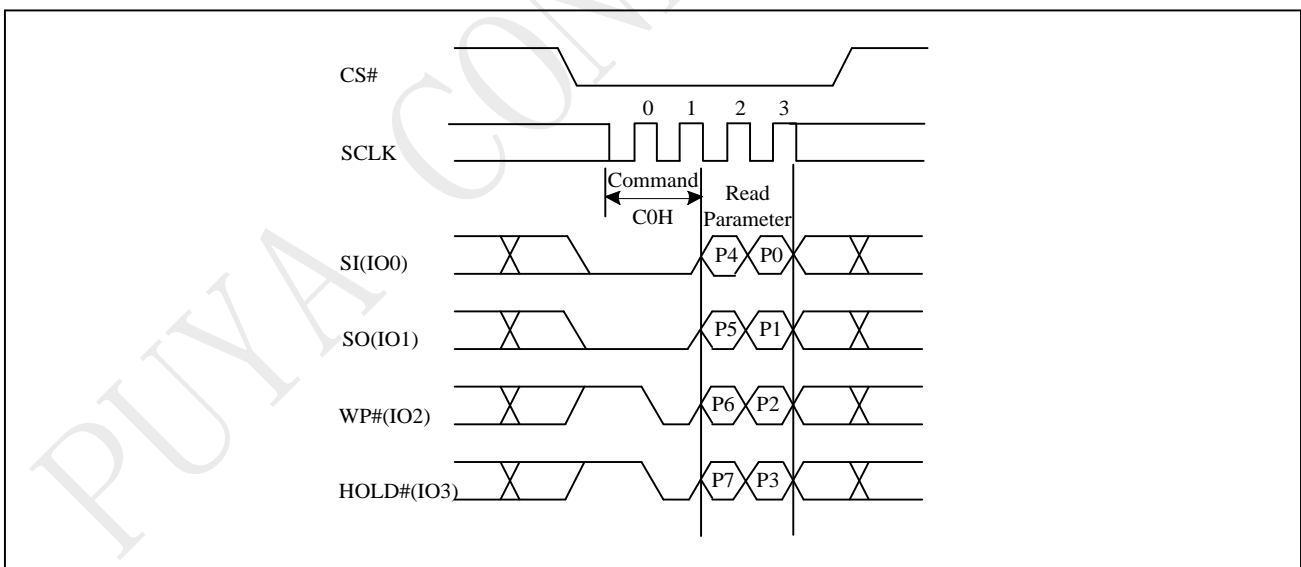 CS#
0 1 2 3
SCLK
Command
C0H
Read
Parameter
SI(IO0)
P4 P0
SO(IO1)
P5 P1
WP#(IO2)
P6 P2
HOLD#(IO3)
P7 P3
PUYA CON